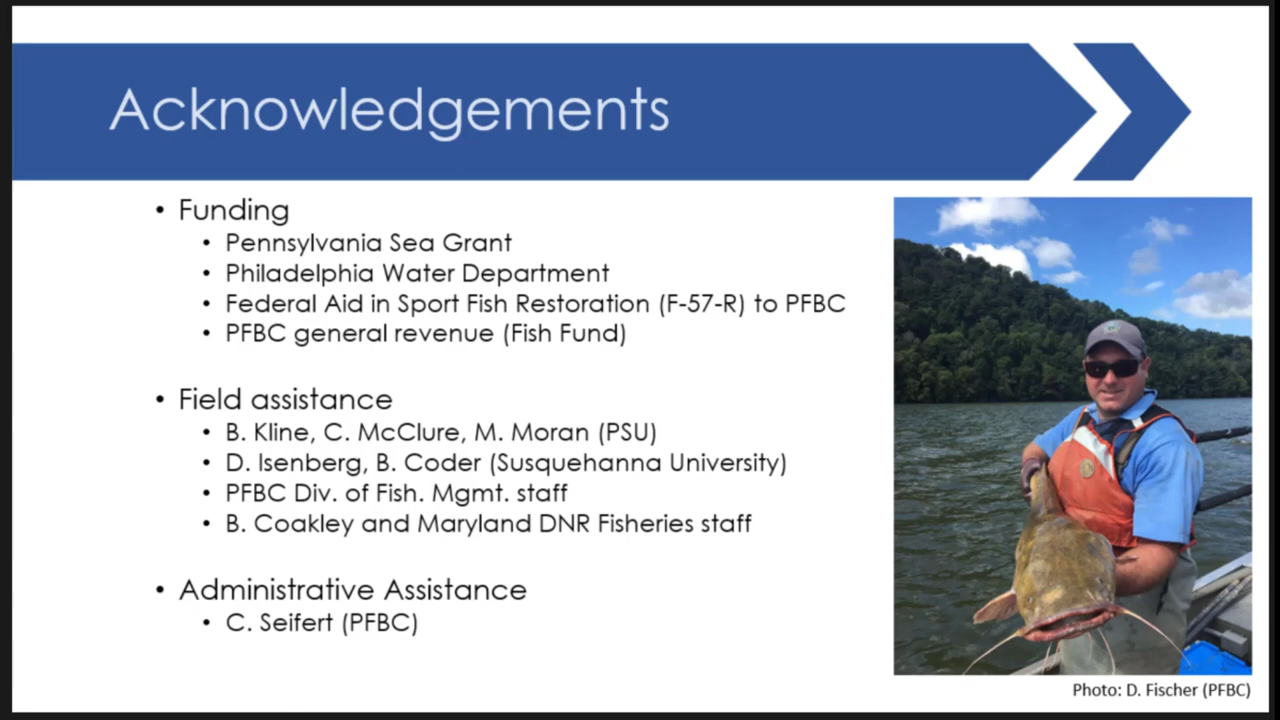 Acknowledgements
• Funding
• Pennsylvania Sea Grant
• Philadelphia Water Department
• Federal Aid in Sport Fish Restoration (F-57-R) to PFBC
• PFBC general revenue (Fish Fund)
• Field assistance
• B. Kline, C. McClure, M. Moran (PSU)
• D. Isenberg, B. Coder (Susquehanna University)
• PFBC Div. of Fish. Mgmt. staff
• B. Coakley and Maryland DNR Fisheries staff
• Administrative Assistance
• C. Seifert (PFBC)
Photo: D. Fischer (PFBC)